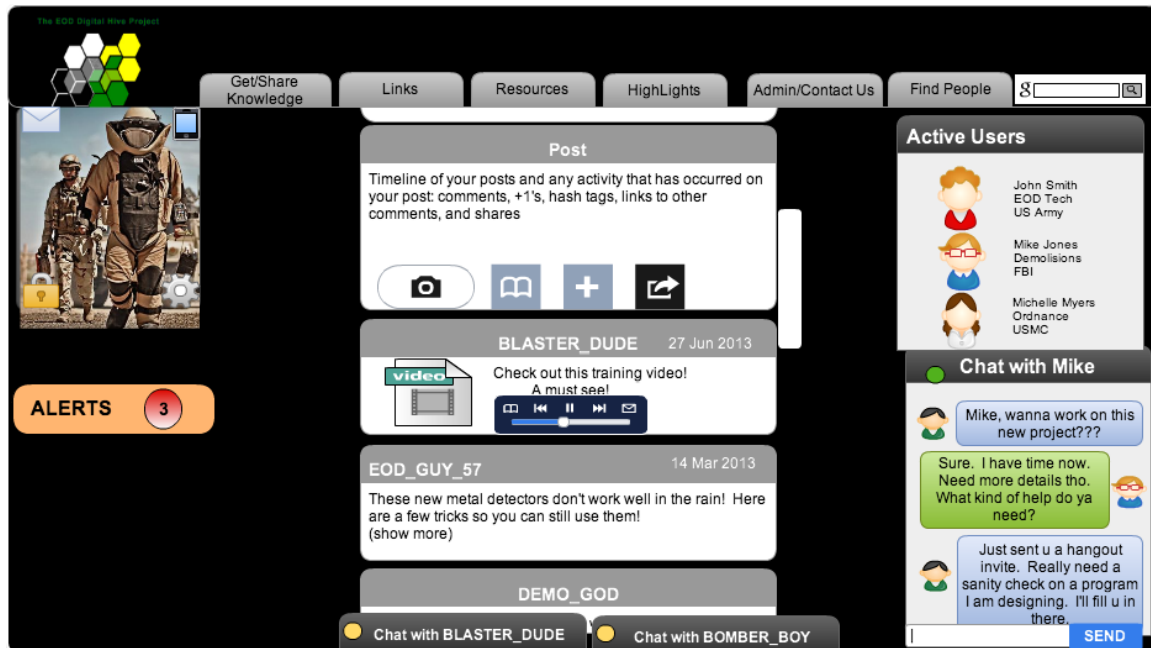 The EOD Digital Hive Project
Get/Share
Knowledge
Links
Resources
HighLights
Admin/Contact Us
Find People
g
Post
Timeline of your posts and any activity that has occurred on
your post: comments, +1's, hash tags, links to other
comments, and shares
BLASTER_DUDE 27 Jun 2013
video
Check out this training video!
A must see!
EOD_GUY_57 14 Mar 2013
These new metal detectors don't work well in the rain! Here
are a few tricks so you can still use them!
(show more)
DEMO_GOD
Chat with BLASTER_DUDE
Chat with BOMBER_BOY
ALERTS 3
Active Users
John Smith
EOD Tech
US Army
Mike Jones
Demolisions
FBI
Michelle Myers
Ordnance
USMC
Chat with Mike
Mike, wanna work on this
new project???
Sure. I have time now.
Need more details tho.
What kind of help do ya
need?
Just sent u a hangout
invite. Really need a
sanity check on a program
I am designing. I'll fill u in
there.
SEND